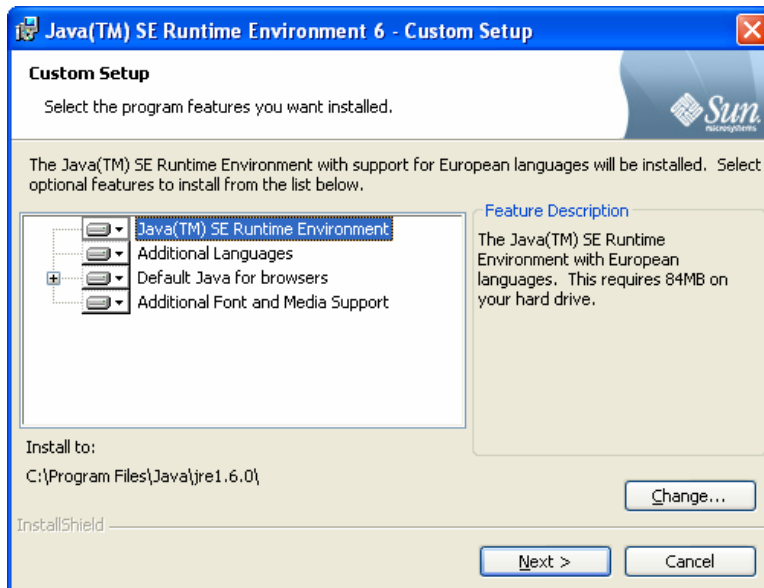 Java(TM) SE Runtime Environment 6 - Custom Setup
Custom Setup
Select the program features you want installed.
Sun
microsystems
The Java(TM) SE Runtime Environment with support for European languages will be installed. Select
optional features to install from the list below.
Java(TM) SE Runtime Environment
Additional Languages
Default Java for browsers
Additional Font and Media Support
Feature Description
The Java(TM) SE Runtime
Environment with European
languages. This requires 84MB on
your hard drive.
Install to:
C:\Program Files\Java\jre1.6.0\
Change...
InstallShield
Next >
Cancel